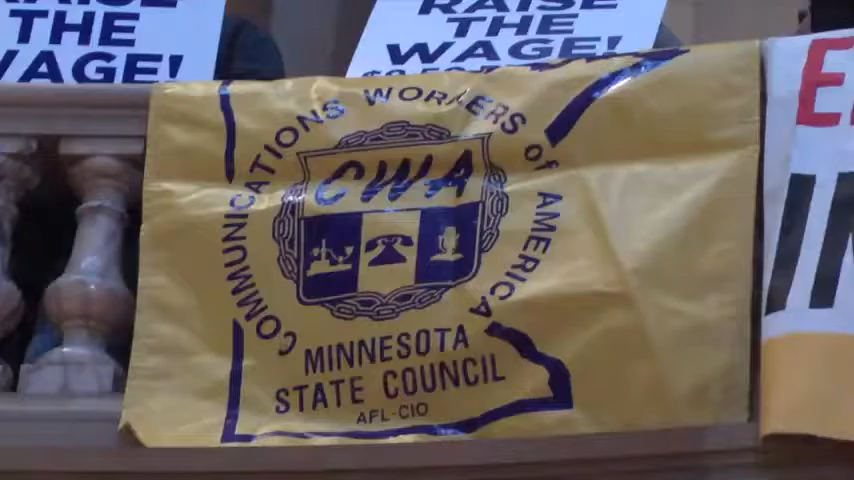 RAISE
THE
WAGE!
RAISE
THE
WAGE!
COMMUNICATIONS WORKERS of AMERICA
CWA
MINNESOTA
STATE COUNCIL
AFL-CIO